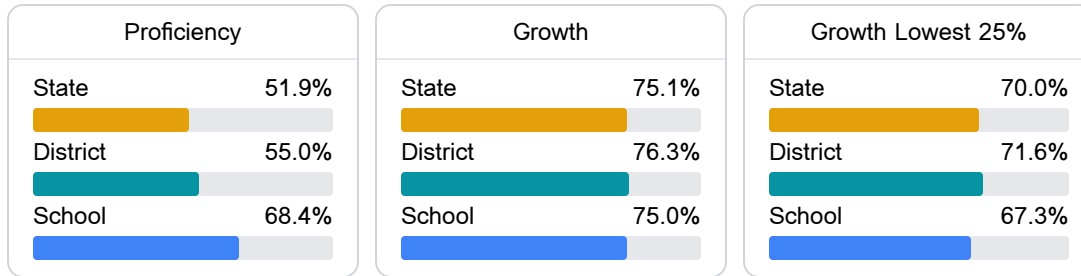 Proficiency
State 51.9%
District 55.0%
School 68.4%
Growth
State 75.1%
District 76.3%
School 75.0%
Growth Lowest 25%
State 70.0%
District 71.6%
School 67.3%